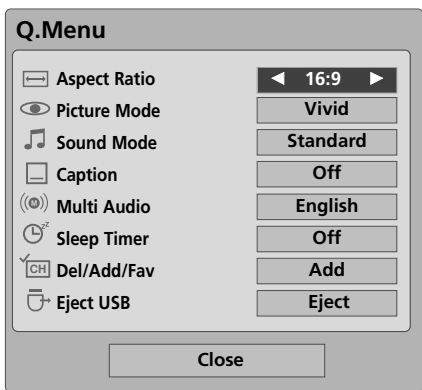 Q.Menu
Aspect Ratio ◄ 16:9 ►
Picture Mode Vivid
Sound Mode Standard
Caption Off
Multi Audio English
Sleep Timer Off
Del/Add/Fav Add
Eject USB Eject
Close